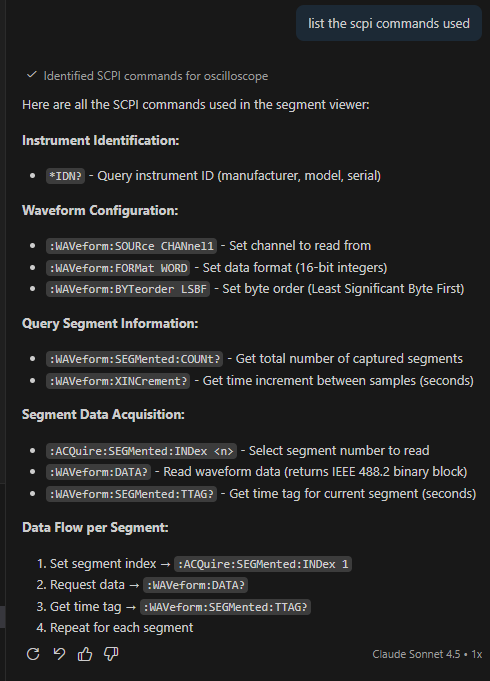 list the scpi commands used
Identified SCPI commands for oscilloscope
Here are all the SCPI commands used in the segment viewer:
Instrument Identification:
• *IDN? - Query instrument ID (manufacturer, model, serial)
Waveform Configuration:
• :WAVeform:SOURce CHANnel1 - Set channel to read from
• :WAVeform:FORMat WORD - Set data format (16-bit integers)
• :WAVeform:BYTeorder LSBF - Set byte order (Least Significant Byte First)
Query Segment Information:
• :WAVeform:SEGMented:COUNt? - Get total number of captured segments
• :WAVeform:XINCrement? - Get time increment between samples (seconds)
Segment Data Acquisition:
• :ACQuire:SEGMented:INDex <n> - Select segment number to read
• :WAVeform:DATA? - Read waveform data (returns IEEE 488.2 binary block)
• :WAVeform:SEGMented:TTAG? - Get time tag for current segment (seconds)
Data Flow per Segment:
1. Set segment index → :ACQuire:SEGMented:INDex 1
2. Request data → :WAVeform:DATA?
3. Get time tag → :WAVeform:SEGMented:TTAG?
4. Repeat for each segment
Claude Sonnet 4.5 • 1x